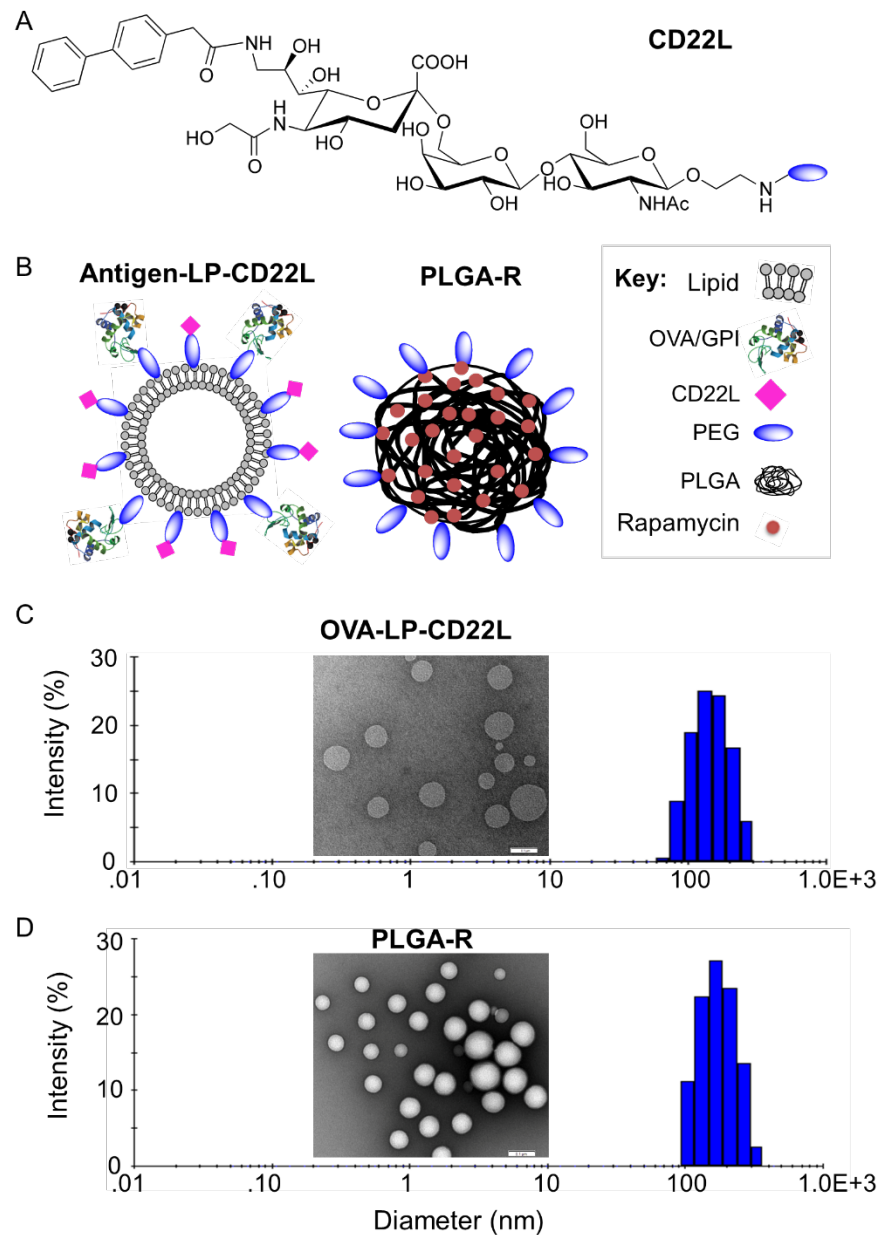 A
CD22L
NH
OH
O
OH
COOH
O
O
HO
H
N
O
HO
HO
O
HO
OH
O
HO
O
HO
NHAc
O
O
N
H
B
Antigen-LP-CD22L
PLGA-R
Key:
Lipid
OVA/GPI
CD22L
PEG
PLGA
Rapamycin
C
OVA-LP-CD22L
Intensity (%)
30
20
10
0
.01 .10 1 10 100 1.0E+3
D
PLGA-R
Intensity (%)
30
20
10
0
.01 .10 1 10 100 1.0E+3
Diameter (nm)